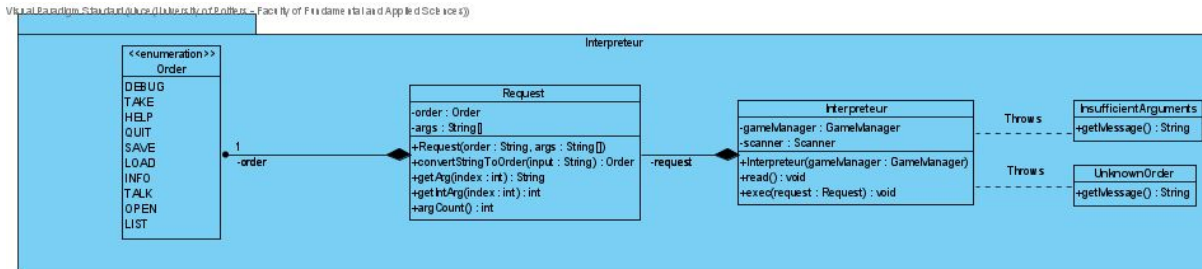 Visual Paradigm Standard(luce(University of Poitiers - Faculty of Fundamental and Applied Sciences))
Interpreteur
<<enumeration>>
Order
DEBUG
TAKE
HELP
QUIT
SAVE
LOAD
INFO
TALK
OPEN
LIST
1
-order
Request
-order : Order
-args : String[]
+Request(order : String, args : String[])
+convertStringToOrder(input : String) : Order
+getArg(index : int) : String
+getIntArg(index : int) : int
+argCount() : int
-request
Interpreteur
-gameManager : GameManager
-scanner : Scanner
+Interpreteur(gameManager : GameManager)
+read() : void
+exec(request : Request) : void
Throws
InsufficientArguments
+getMessage() : String
Throws
UnknownOrder
+getMessage() : String